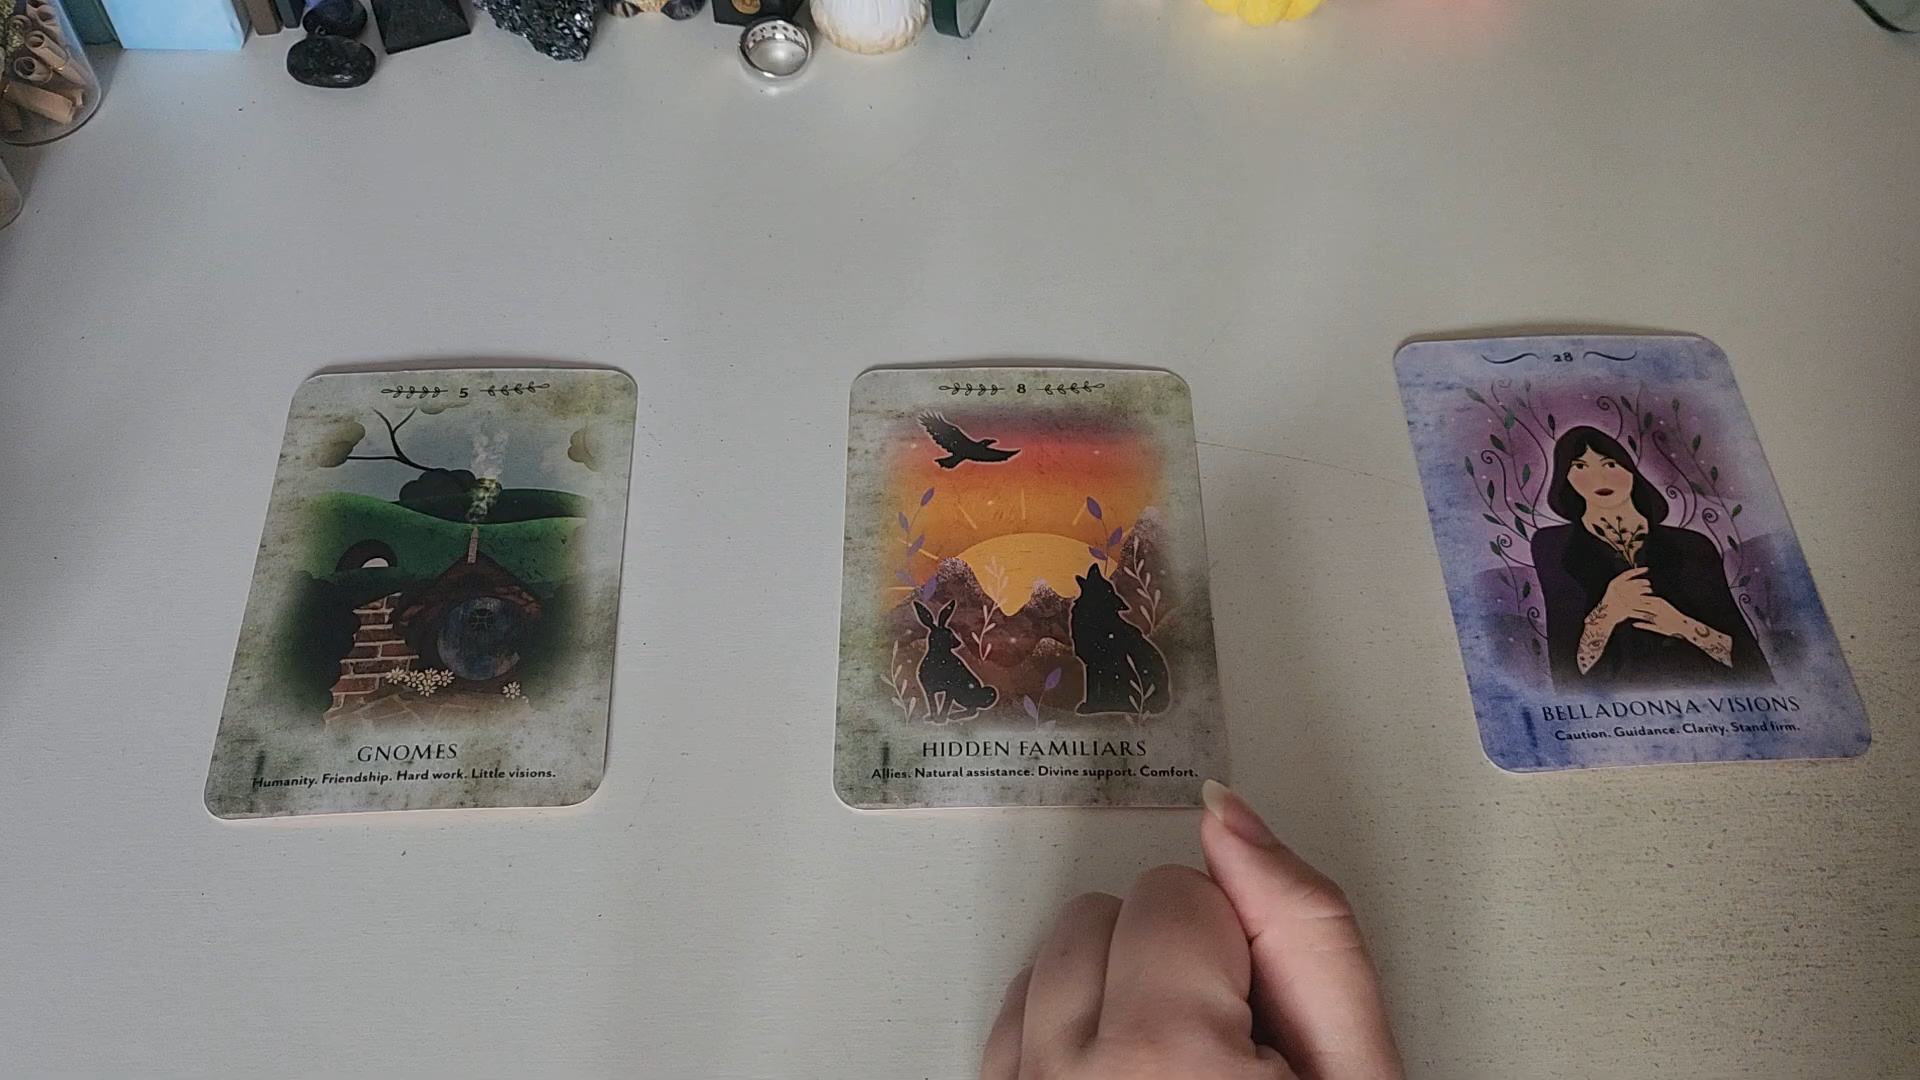 5
GNOMES
Humanity. Friendship. Hard work. Little visions.
8
HIDDEN FAMILIARS
Allies. Natural assistance. Divine support. Comfort.
28
BELLADONNA VISIONS
Caution. Guidance. Clarity. Stand firm.